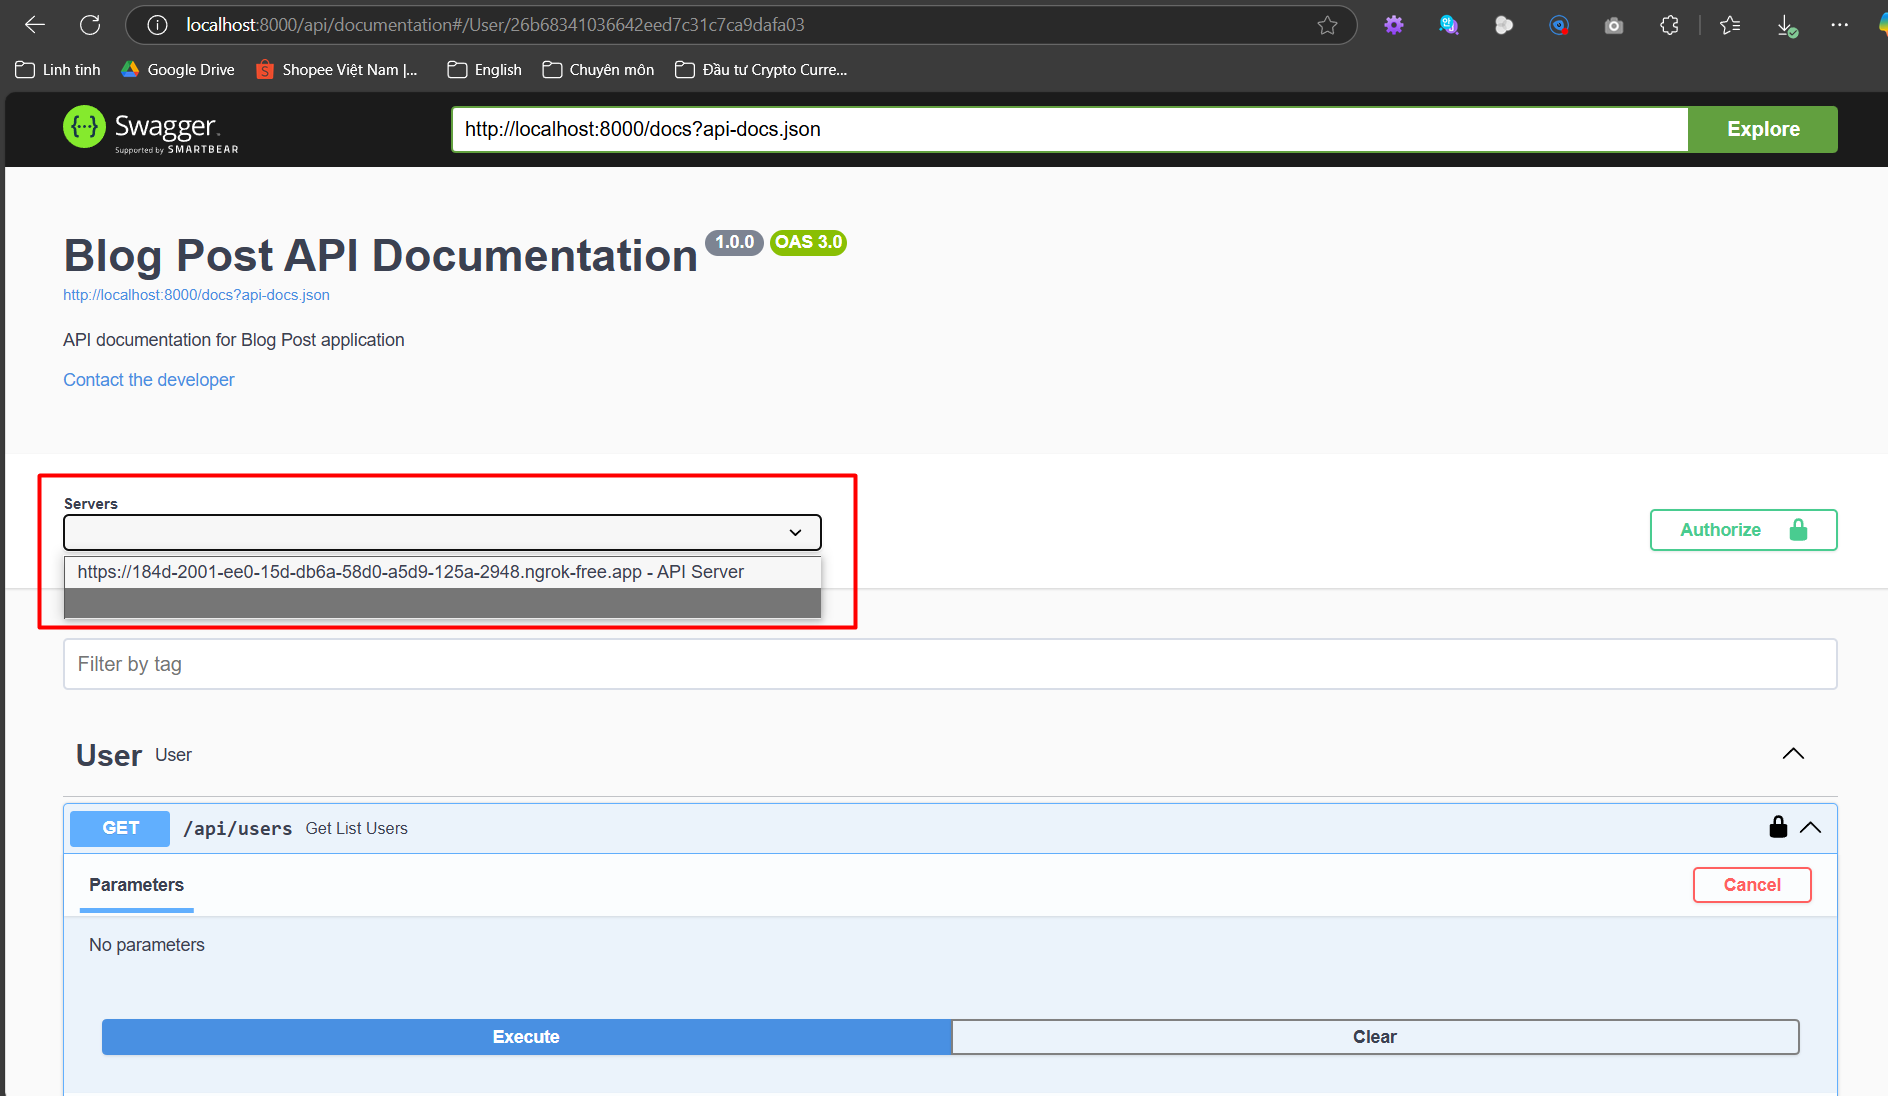 localhost:8000/api/documentation#/User/26b68341036642eed7c31c7ca9dafa03
Linh tinh
Google Drive
Shopee Việt Nam |...
English
Chuyên môn
Đầu tư Crypto Curre...
{···} Swagger.
Supported by SMARTBEAR
http://localhost:8000/docs?api-docs.json
Explore
Blog Post API Documentation 1.0.0 OAS 3.0
http://localhost:8000/docs?api-docs.json
API documentation for Blog Post application
Contact the developer
Servers
https://184d-2001-ee0-15d-db6a-58d0-a5d9-125a-2948.ngrok-free.app - API Server
Authorize
Filter by tag
User User
GET /api/users Get List Users
Parameters
Cancel
No parameters
Execute
Clear